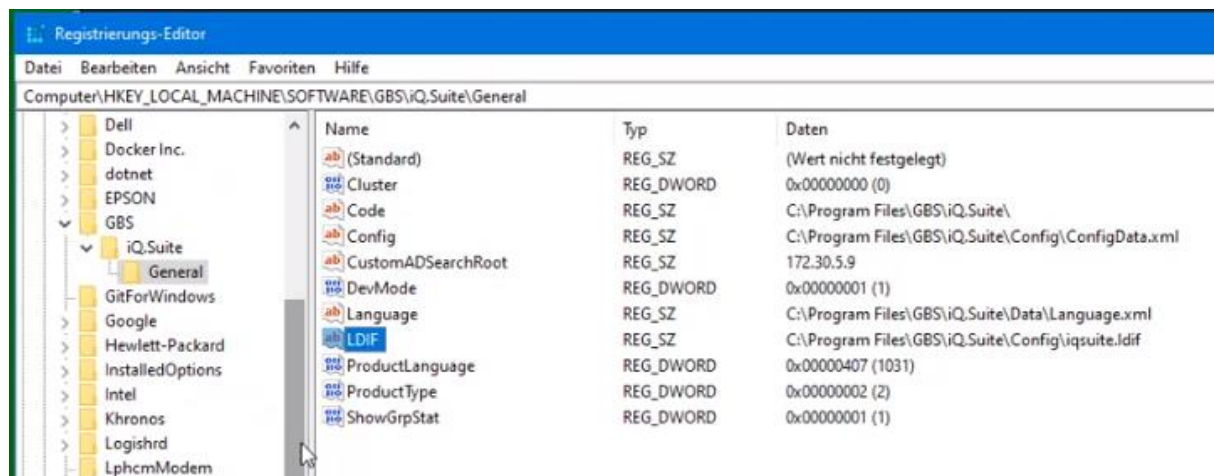 Registrierungs-Editor
Datei Bearbeiten Ansicht Favoriten Hilfe
Computer\HKEY_LOCAL_MACHINE\SOFTWARE\GBS\iQ.Suite\General
Dell
Docker Inc.
dotnet
EPSON
GBS
iQ.Suite
General
GitForWindows
Google
Hewlett-Packard
InstalledOptions
Intel
Khronos
Logishrd
LphcmModem
Name Typ Daten
(Standard) REG_SZ (Wert nicht festgelegt)
Cluster REG_DWORD 0x00000000 (0)
Code REG_SZ C:\Program Files\GBS\iQ.Suite\
Config REG_SZ C:\Program Files\GBS\iQ.Suite\Config\ConfigData.xml
CustomADSearchRoot REG_SZ 172.30.5.9
DevMode REG_DWORD 0x00000001 (1)
Language REG_SZ C:\Program Files\GBS\iQ.Suite\Data\Language.xml
LDIF REG_SZ C:\Program Files\GBS\iQ.Suite\Config\iqsuite.ldif
ProductLanguage REG_DWORD 0x00000407 (1031)
ProductType REG_DWORD 0x00000002 (2)
ShowGrpStat REG_DWORD 0x00000001 (1)